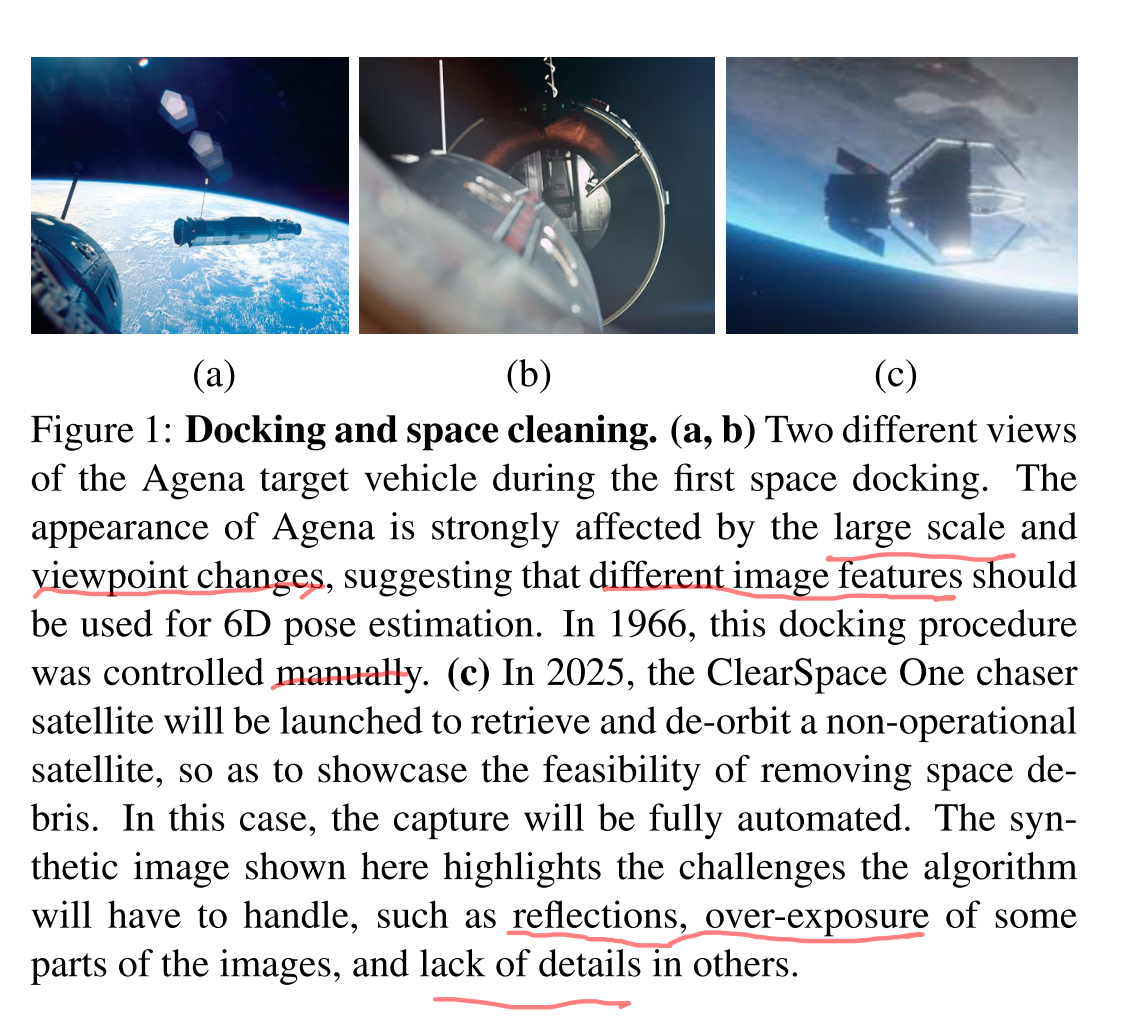 (a) (b) (c)
Figure 1: Docking and space cleaning. (a, b) Two different views
of the Agena target vehicle during the first space docking. The
appearance of Agena is strongly affected by the large scale and
viewpoint changes, suggesting that different image features should
be used for 6D pose estimation. In 1966, this docking procedure
was controlled manually. (c) In 2025, the ClearSpace One chaser
satellite will be launched to retrieve and de-orbit a non-operational
satellite, so as to showcase the feasibility of removing space de-
bris. In this case, the capture will be fully automated. The syn-
thetic image shown here highlights the challenges the algorithm
will have to handle, such as reflections, over-exposure of some
parts of the images, and lack of details in others.